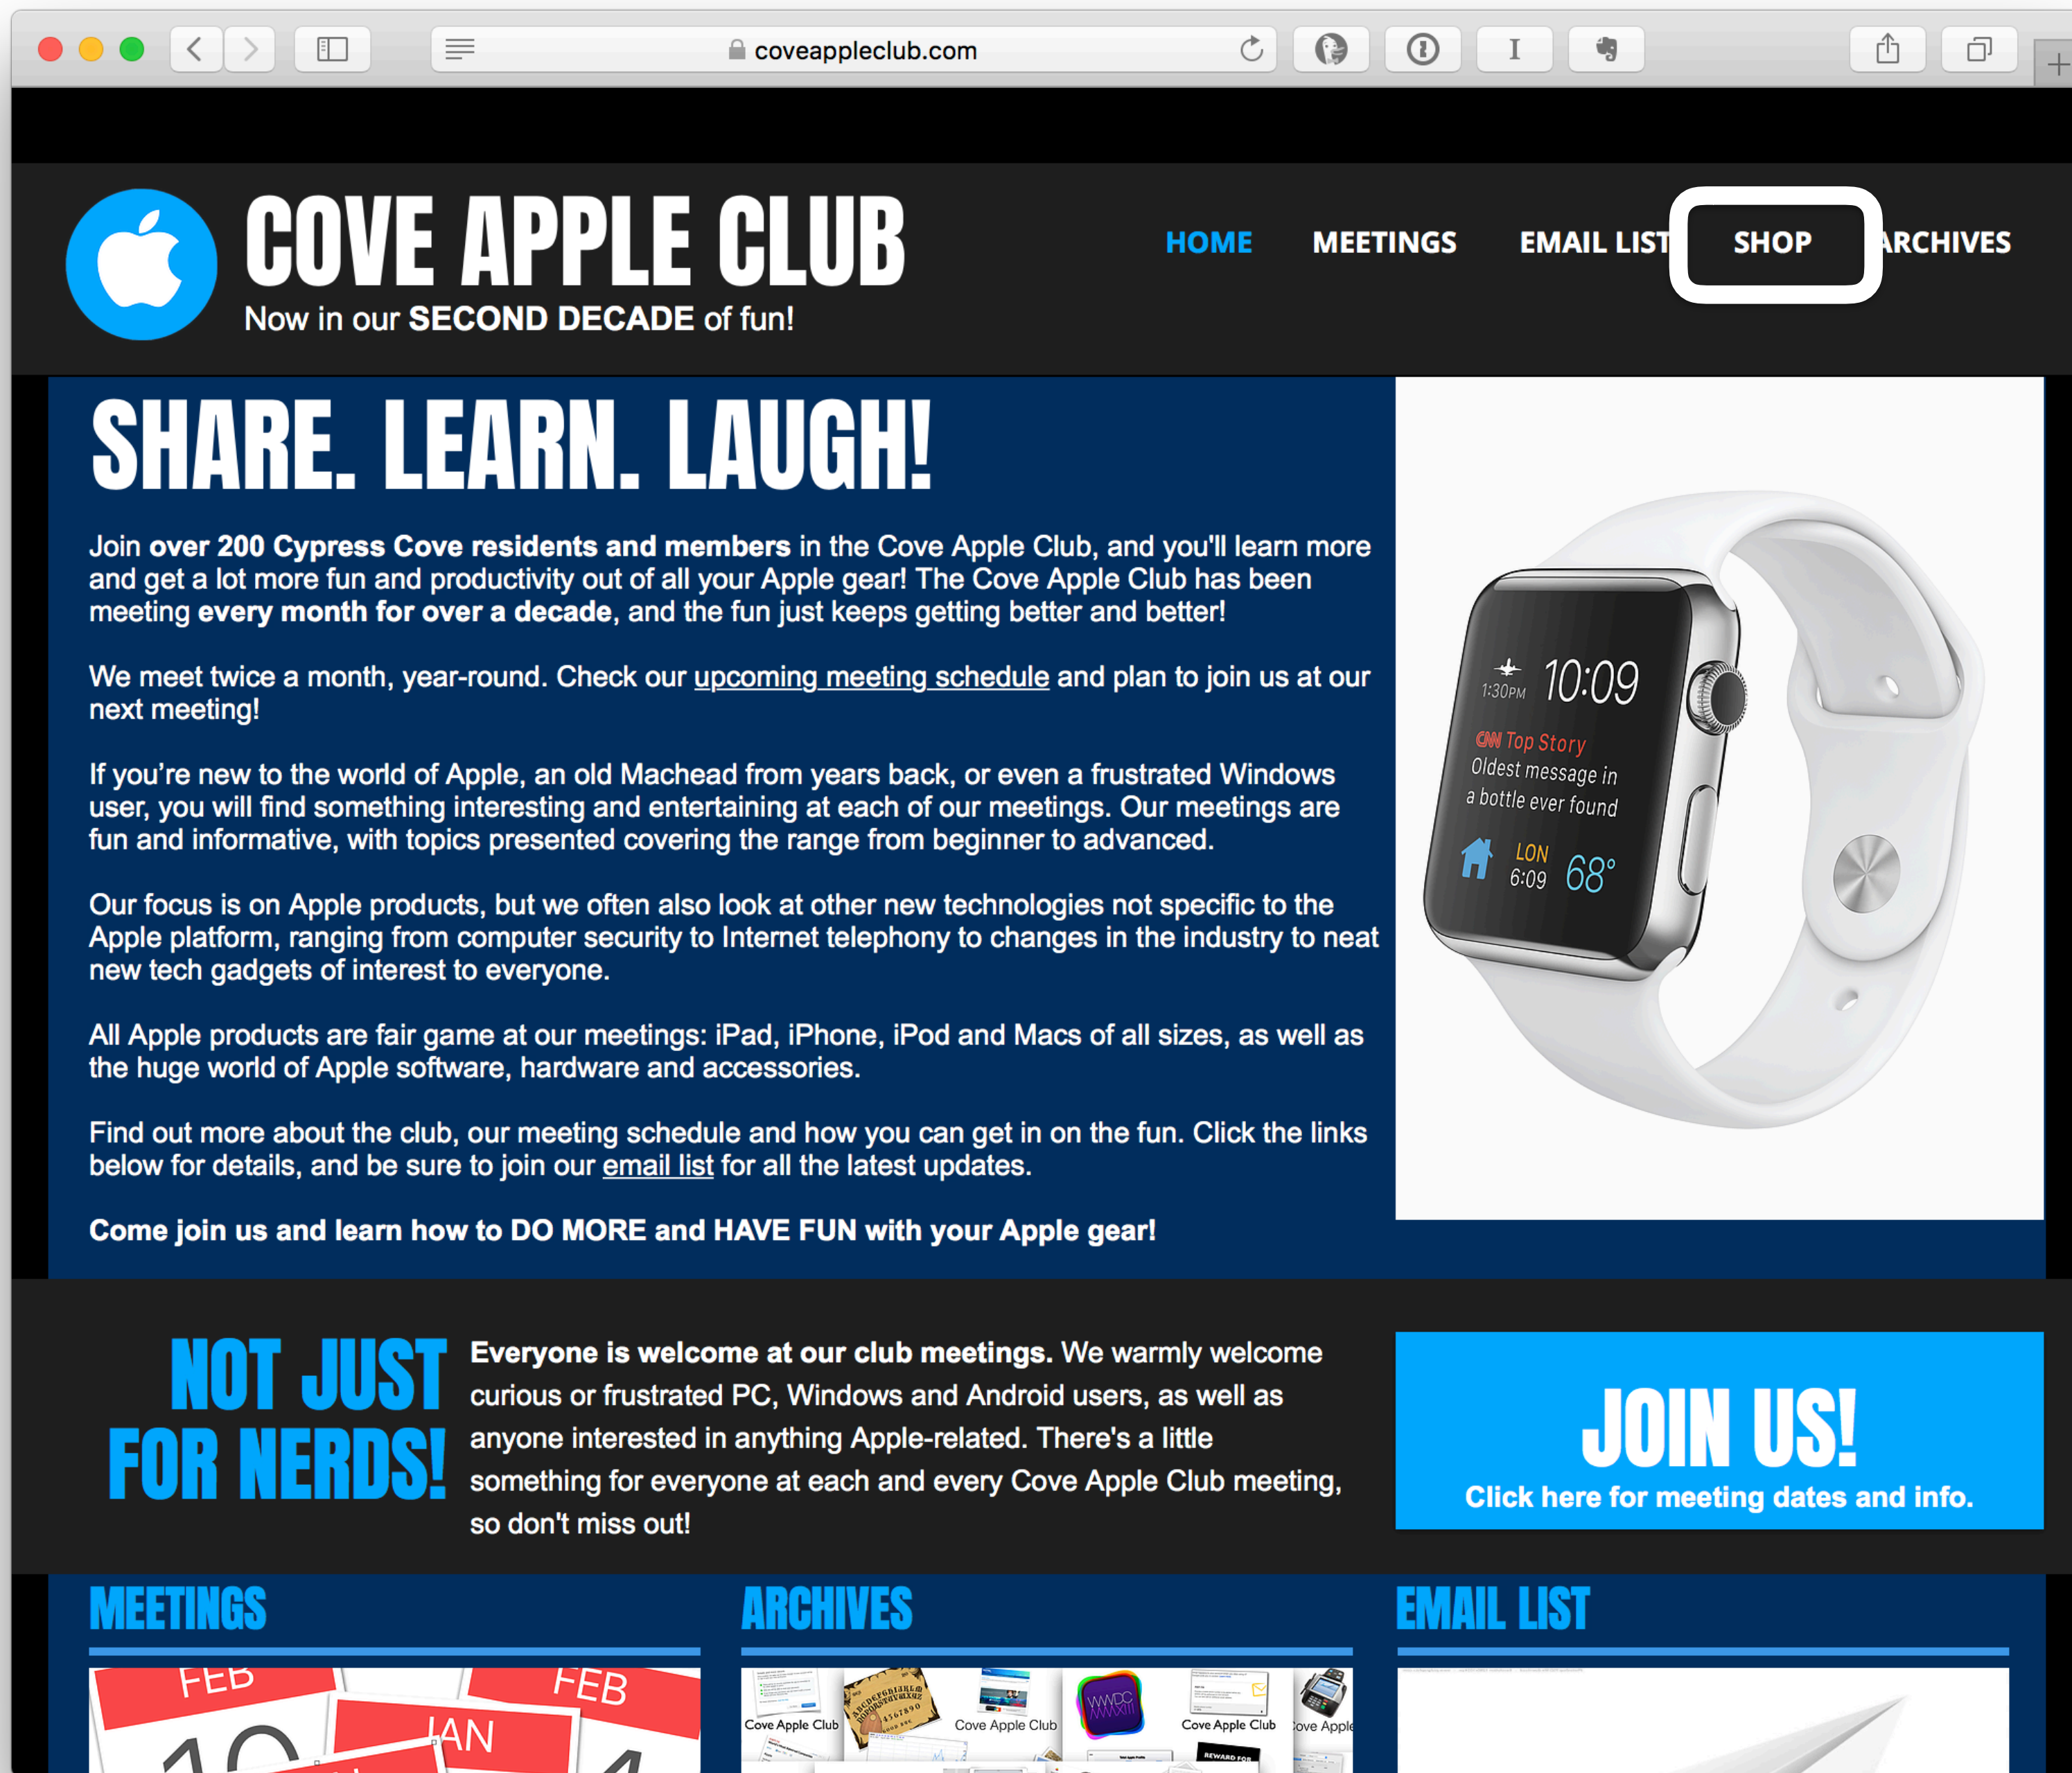 coveappleclub.com
COVE APPLE CLUB
Now in our SECOND DECADE of fun!
HOME MEETINGS EMAIL LIST SHOP ARCHIVES
SHARE. LEARN. LAUGH!
Join over 200 Cypress Cove residents and members in the Cove Apple Club, and you'll learn more
and get a lot more fun and productivity out of all your Apple gear! The Cove Apple Club has been
meeting every month for over a decade, and the fun just keeps getting better and better!
We meet twice a month, year-round. Check our upcoming meeting schedule and plan to join us at our
next meeting!
If you’re new to the world of Apple, an old Machead from years back, or even a frustrated Windows
user, you will find something interesting and entertaining at each of our meetings. Our meetings are
fun and informative, with topics presented covering the range from beginner to advanced.
Our focus is on Apple products, but we often also look at other new technologies not specific to the
Apple platform, ranging from computer security to Internet telephony to changes in the industry to neat
new tech gadgets of interest to everyone.
All Apple products are fair game at our meetings: iPad, iPhone, iPod and Macs of all sizes, as well as
the huge world of Apple software, hardware and accessories.
Find out more about the club, our meeting schedule and how you can get in on the fun. Click the links
below for details, and be sure to join our email list for all the latest updates.
Come join us and learn how to DO MORE and HAVE FUN with your Apple gear!
1:30PM 10:09
CNN Top Story
Oldest message in
a bottle ever found
LON
6:09 68°
NOT JUST
FOR NERDS!
Everyone is welcome at our club meetings. We warmly welcome
curious or frustrated PC, Windows and Android users, as well as
anyone interested in anything Apple-related. There's a little
something for everyone at each and every Cove Apple Club meeting,
so don't miss out!
JOIN US!
Click here for meeting dates and info.
MEETINGS
ARCHIVES
EMAIL LIST
FEB
FEB
JAN
Cove Apple Club
Cove Apple Club
Cove Apple Club
WWDC
REWARD FOR